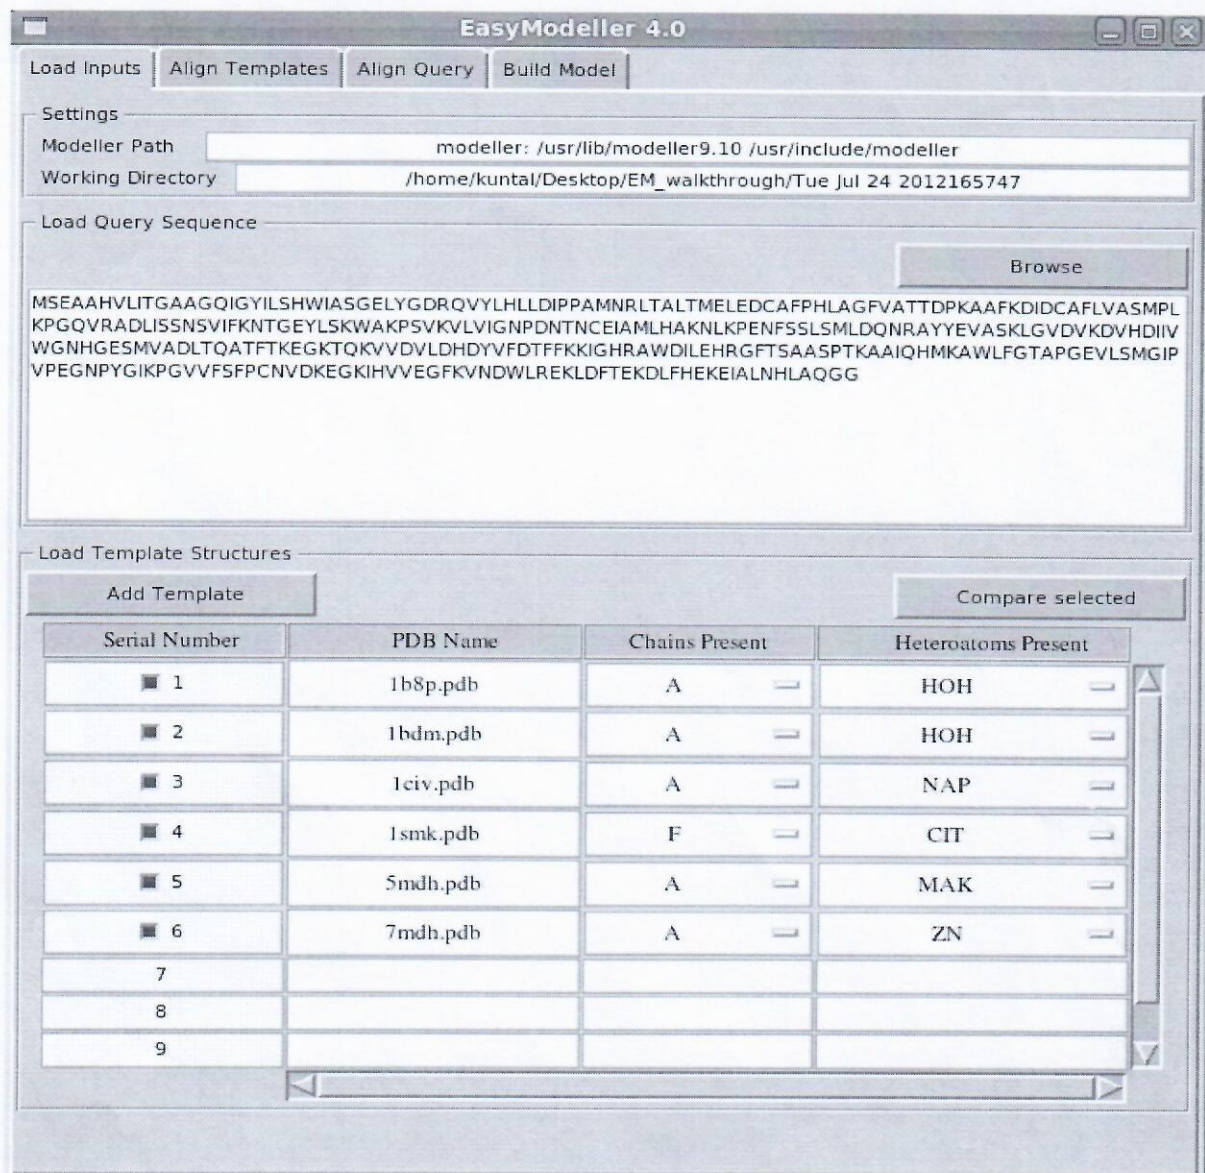 EasyModeller 4.0
Load Inputs Align Templates Align Query Build Model
Settings
Modeller Path modeller: /usr/lib/modeller9.10 /usr/include/modeller
Working Directory /home/kuntal/Desktop/EM_walkthrough/Tue Jul 24 2012165747
Load Query Sequence
Browse
MSEAAHVLITGAAGQIGYILSHWIASGELYGDRQVYLHLLDIPPAMNRLTALTMELEDCAFPHLAGFVATTDPKAAFKDIDCAFLVASMPL
KPGQVRADLISSNSVIFKNTGEYLSKWAKPSVKVLVIGNPDNTNCEIAMLHAKNLKPENFSSLSMLDQNRAYYEVASKLGVDVKDVHDIIV
WGNHGESMVADLTQATFTKEGKTQKVVDVLDHDYVFDTFFKKIGHRAWDILEHRGFTSAASPTKAAIQHMKAWLFGTAPGEVLSMGIP
VPEGNPYGIKPGVVFSFPCNVDKEGKIHVVEGFKVNDWLREKLDFTEKDLFHEKEIALNHLAQGG
Load Template Structures
Add Template Compare selected
Serial Number PDB Name Chains Present Heteroatoms Present
1 1b8p.pdb A HOH
2 1bdm.pdb A HOH
3 1civ.pdb A NAP
4 1smk.pdb F CIT
5 5mdh.pdb A MAK
6 7mdh.pdb A ZN
7
8
9